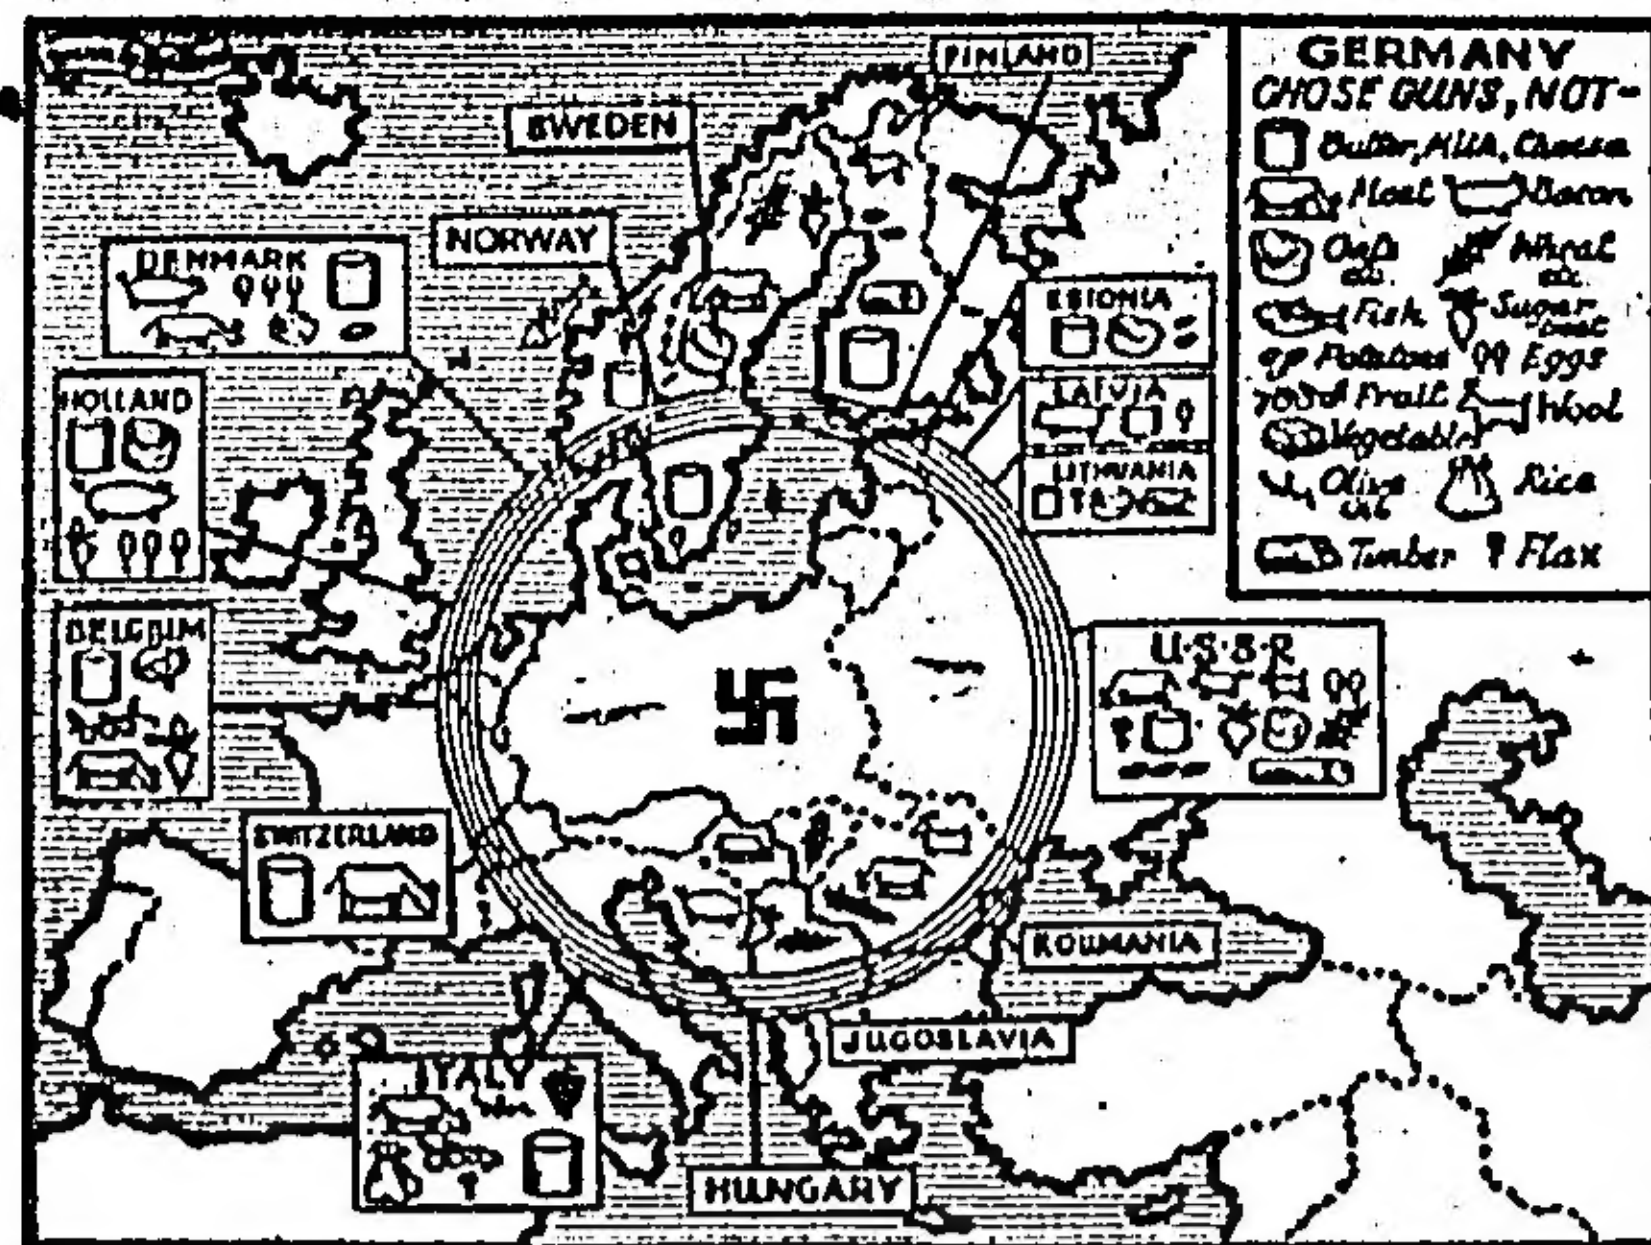 FINLAND
SWEDEN
NORWAY
DENMARK
HOLLAND
BELGIUM
SWITZERLAND
ITALY
HUNGARY
JUGOSLAVIA
ROUMANIA
U·S·S·R
ESTONIA
LATVIA
LITHUANIA
GERMANY
CHOSE GUNS, NOT-
Butter, Milk, Cheese
Meat Bacon
Wheat
etc.
Fish Sugar
beet
Potatoes Eggs
Fruit Wool
Vegetables
Olive Rice
Oil
Timber Flax